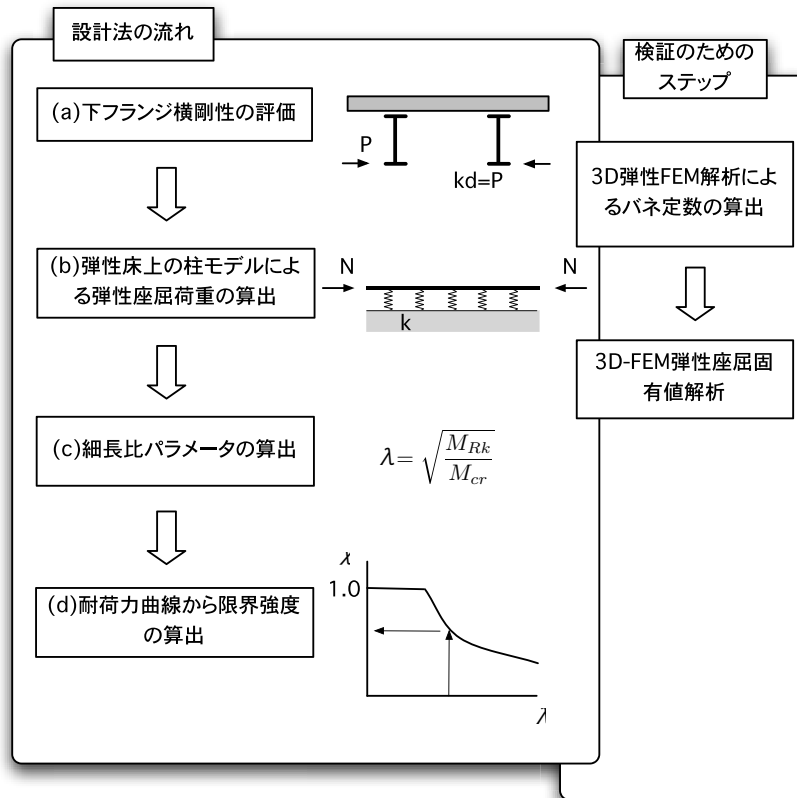 設計法の流れ
(a)下フランジ横剛性の評価
P
kd=P
(b)弾性床上の柱モデルによ
る弾性座屈荷重の算出
N
N
k
(c)細長比パラメータの算出
λ= √(M_Rk/M_cr)
(d)耐荷力曲線から限界強度
の算出
χ
1.0
λ
検証のための
ステップ
3D弾性FEM解析によ
るバネ定数の算出
3D-FEM弾性座屈固
有値解析